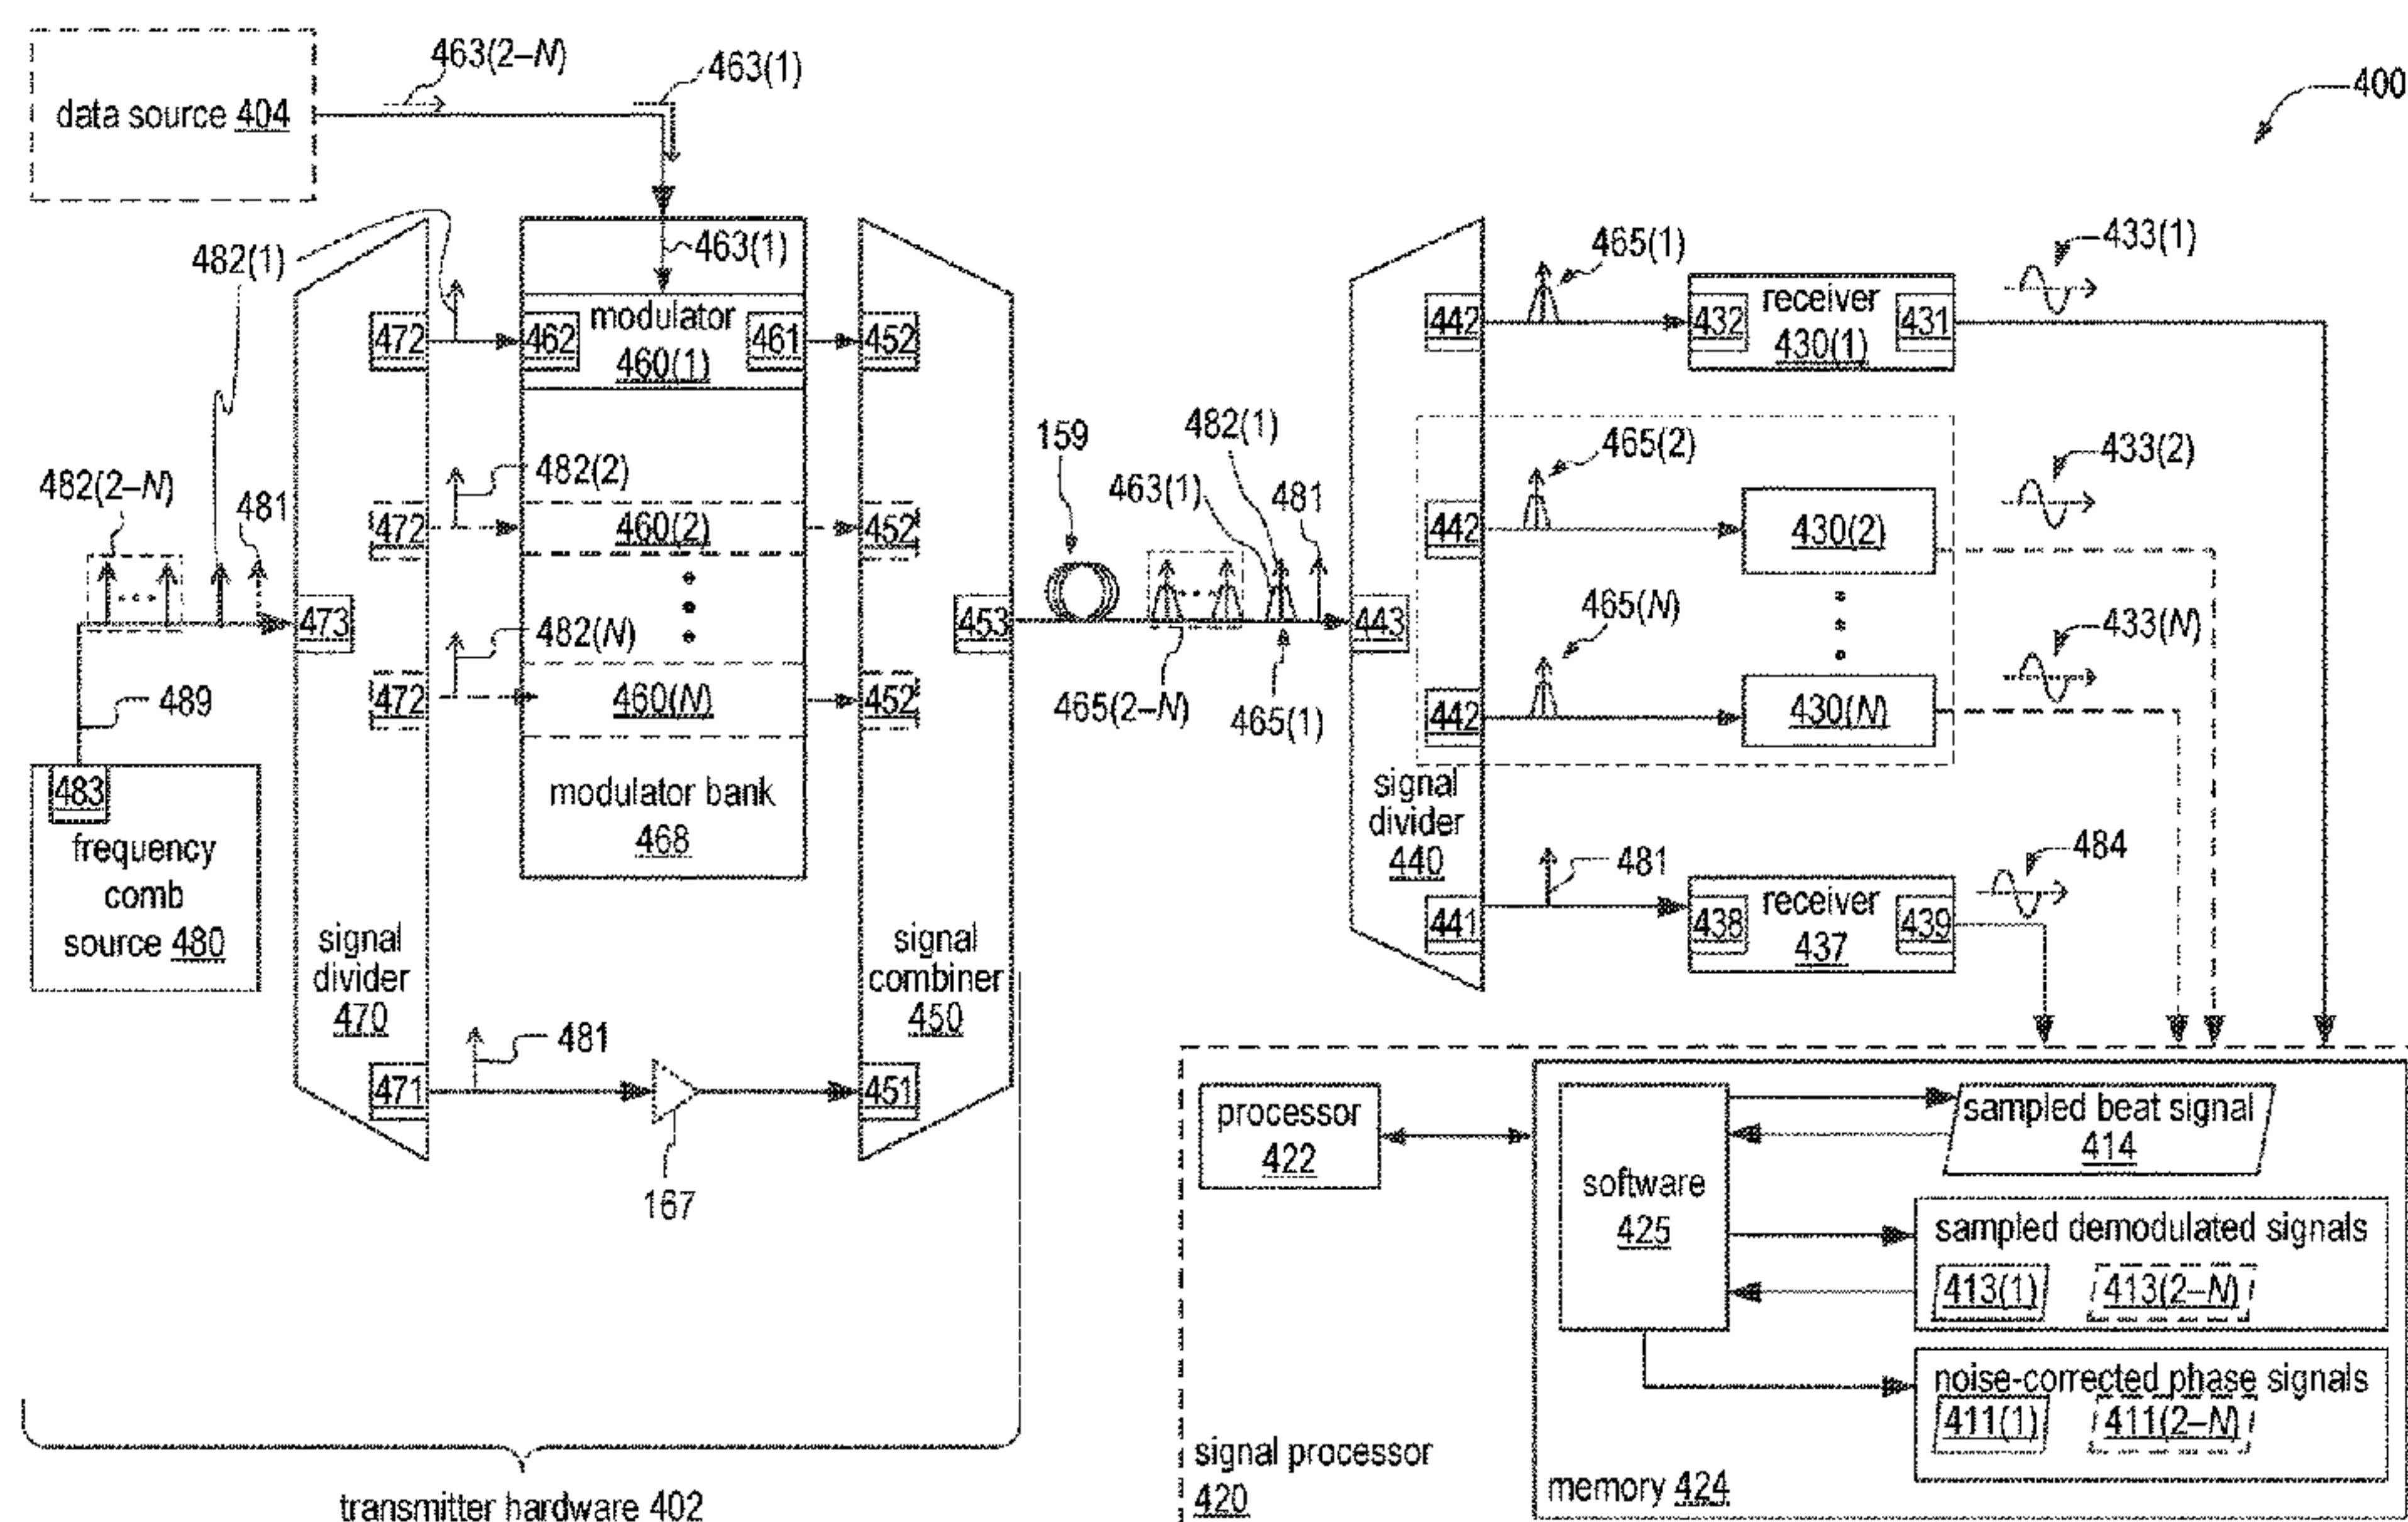 463(2–N)
463(1)
400
data source 404
482(1)
463(1)
465(1)
433(1)
472
462
modulator
460(1)
461
452
442
432
receiver
430(1)
431
482(2–N)
481
482(2)
472
460(2)
452
159
463(1)
482(1)
481
465(2)
433(2)
442
430(2)
473
482(N)
453
443
465(N)
433(N)
489
472
460(N)
452
465(2–N)
465(1)
442
430(N)
483
frequency
comb
source 480
modulator bank
468
signal
divider
440
481
484
441
438
receiver
437
439
signal
divider
470
signal
combiner
450
481
471
451
167
processor
422
software
425
sampled beat signal
414
sampled demodulated signals
413(1)
413(2–N)
noise-corrected phase signals
411(1)
411(2–N)
signal processor
420
memory 424
transmitter hardware 402